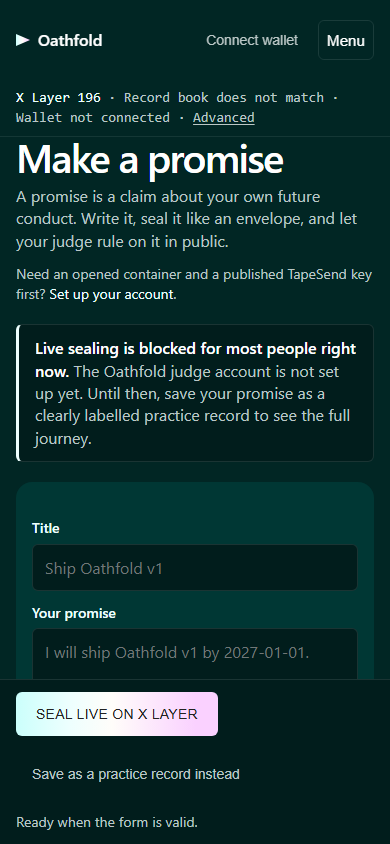 Oathfold
Connect wallet
Menu
X Layer 196 · Record book does not match ·
Wallet not connected · Advanced
Make a promise
A promise is a claim about your own future
conduct. Write it, seal it like an envelope, and let
your judge rule on it in public.
Need an opened container and a published TapeSend key
first? Set up your account.
Live sealing is blocked for most people right
now. The Oathfold judge account is not set
up yet. Until then, save your promise as a
clearly labelled practice record to see the full
journey.
Title
Ship Oathfold v1
Your promise
I will ship Oathfold v1 by 2027-01-01.
SEAL LIVE ON X LAYER
Save as a practice record instead
Ready when the form is valid.